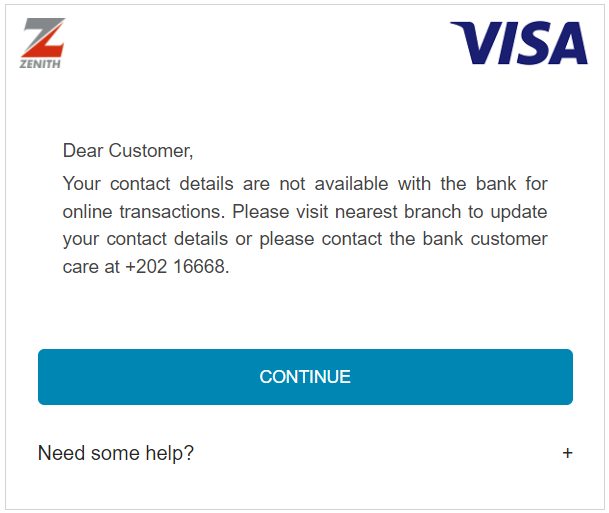 ZENITH
VISA
Dear Customer,
Your contact details are not available with the bank for
online transactions. Please visit nearest branch to update
your contact details or please contact the bank customer
care at +202 16668.
CONTINUE
Need some help? +